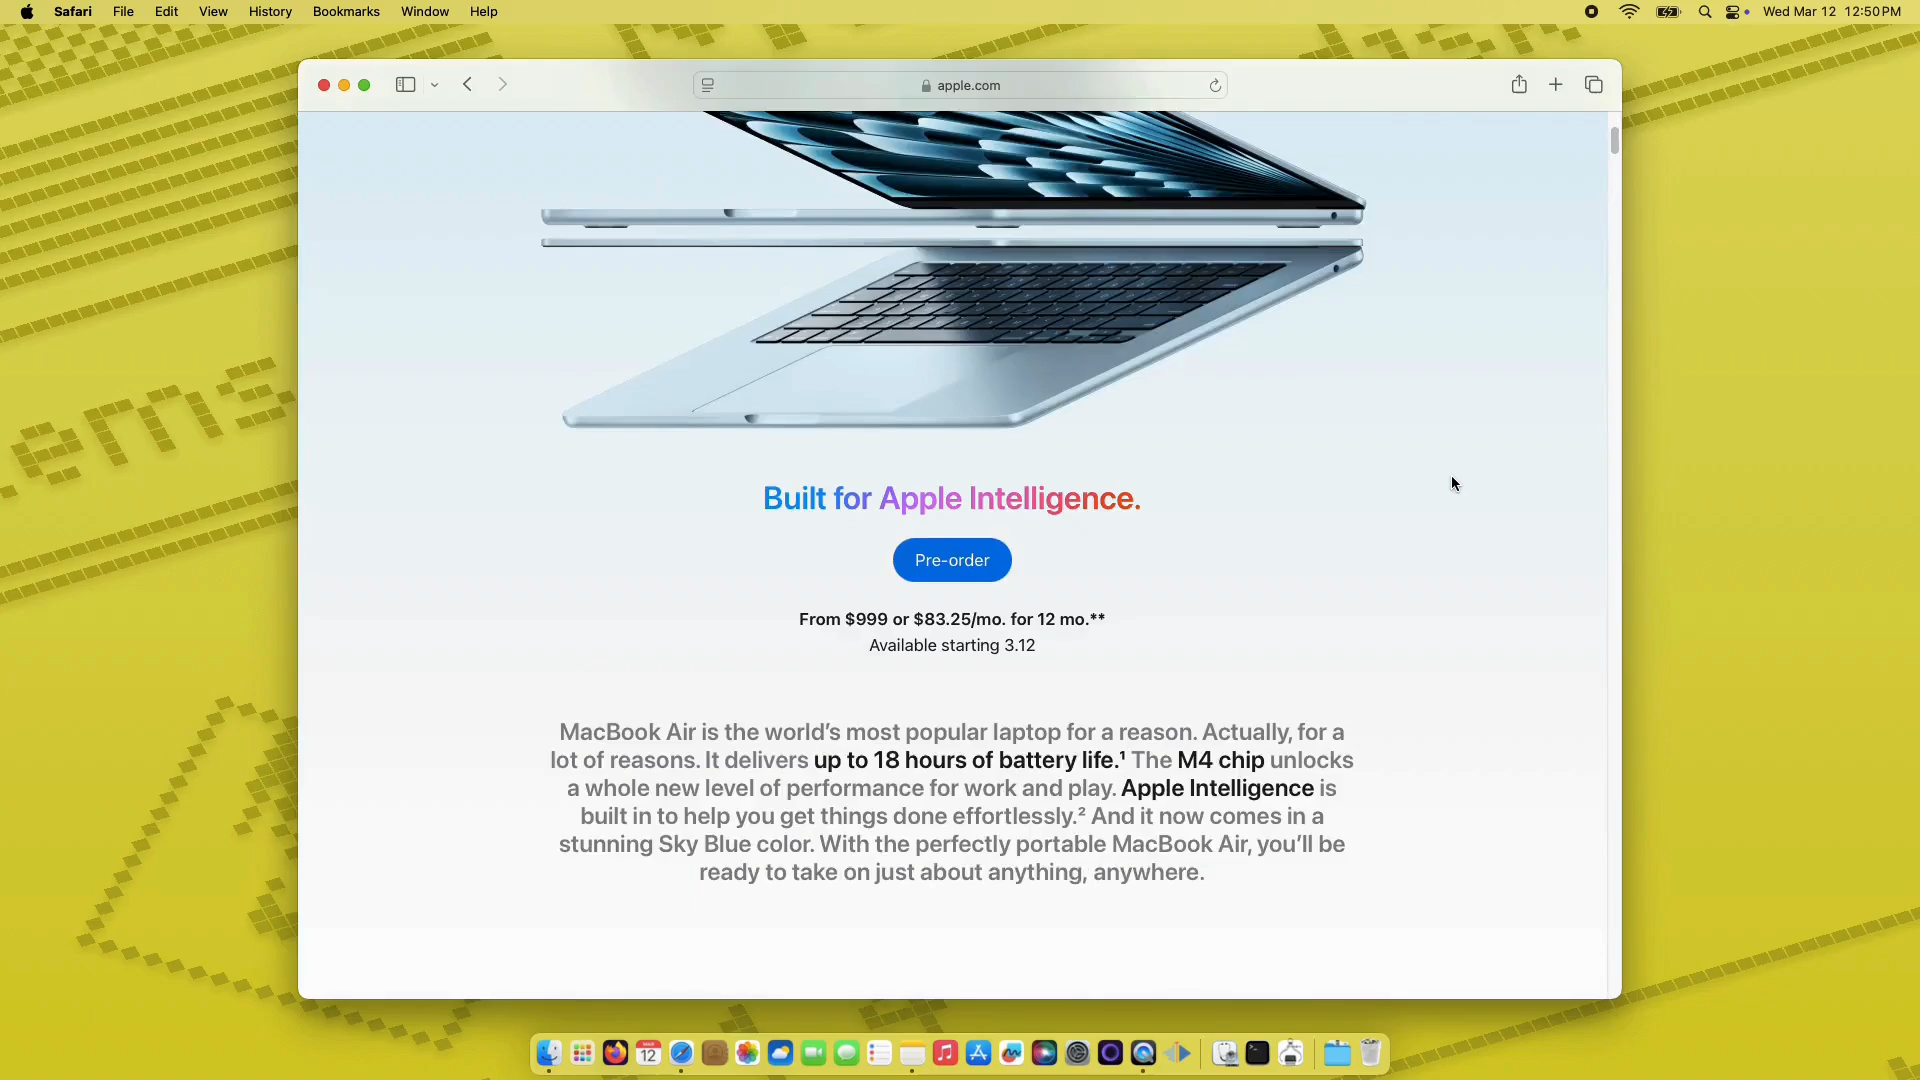 Safari File Edit View History Bookmarks Window Help
Wed Mar 12 12:50 PM
apple.com
Built for Apple Intelligence.
Pre-order
From $999 or $83.25/mo. for 12 mo.**
Available starting 3.12
MacBook Air is the world’s most popular laptop for a reason. Actually, for a
lot of reasons. It delivers up to 18 hours of battery life.¹ The M4 chip unlocks
a whole new level of performance for work and play. Apple Intelligence is
built in to help you get things done effortlessly.² And it now comes in a
stunning Sky Blue color. With the perfectly portable MacBook Air, you’ll be
ready to take on just about anything, anywhere.
12